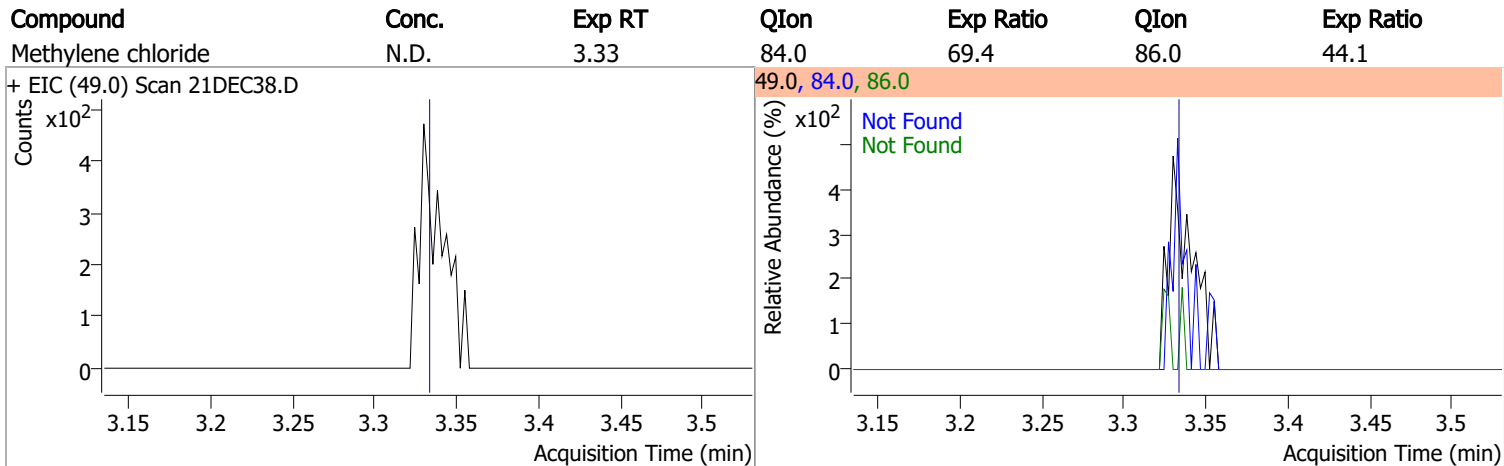 Compound Conc. Exp RT QIon Exp Ratio QIon Exp Ratio
Methylene chloride N.D. 3.33 84.0 69.4 86.0 44.1
+ EIC (49.0) Scan 21DEC38.D
Counts
x10²
4
3
2
1
0
3.15 3.2 3.25 3.3 3.35 3.4 3.45 3.5
Acquisition Time (min)
49.0, 84.0, 86.0
Relative Abundance (%)
x10²
Not Found
Not Found
4
3
2
1
0
3.15 3.2 3.25 3.3 3.35 3.4 3.45 3.5
Acquisition Time (min)